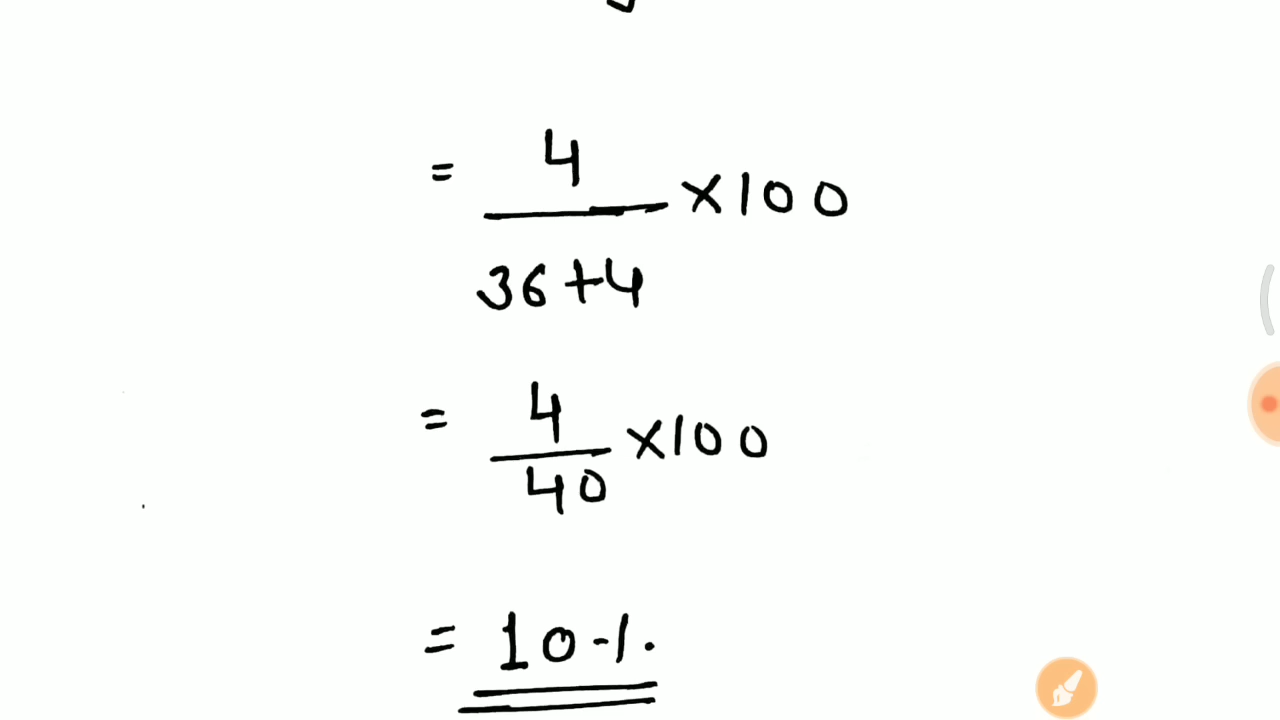 = 4/(36+4) ×100
= 4/40 ×100
= 10 %